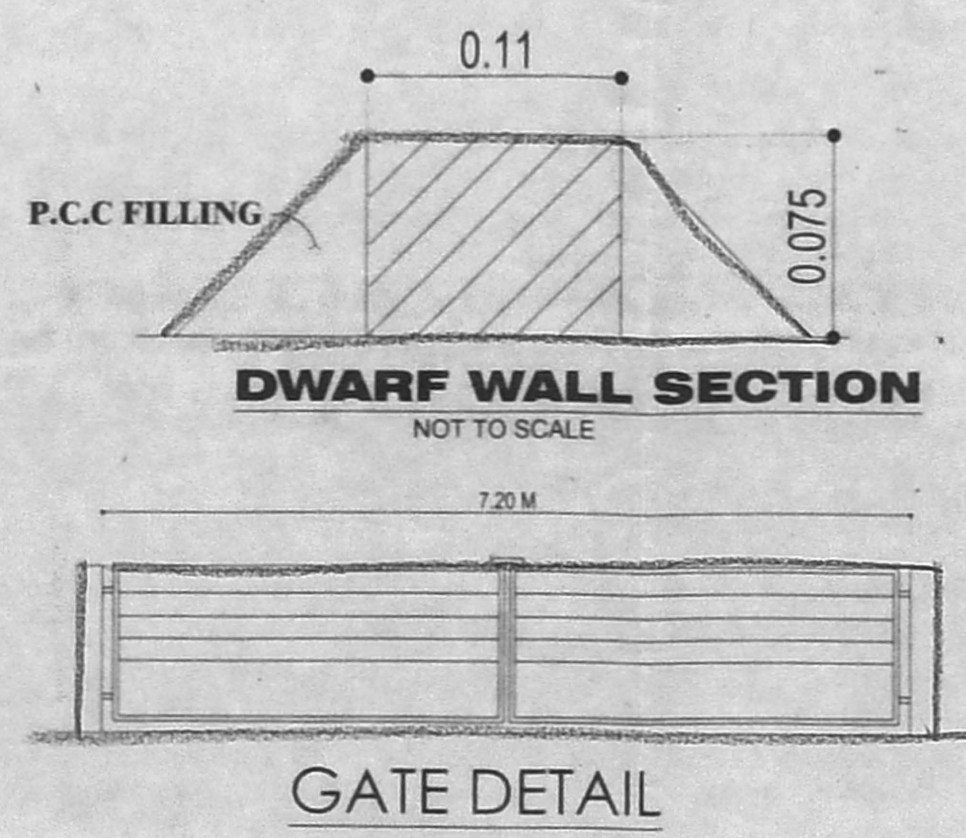 0.11
P.C.C FILLING
0.075
DWARF WALL SECTION
NOT TO SCALE
7.20 M
GATE DETAIL